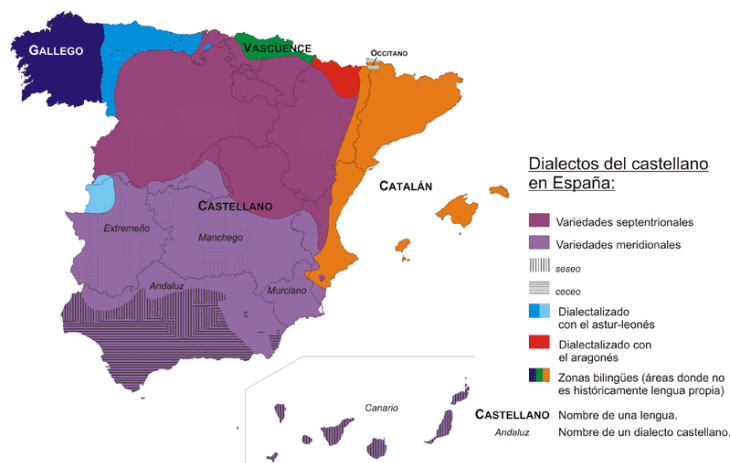 GALLEGO
VASCUENCE
OCCITANO
CATALÁN
CASTELLANO
Extremeño
Manchego
Andaluz
Murciano
Canario
Dialectos del castellano
en España:
Variedades septentrionales
Variedades meridionales
seseo
ceceo
Dialectalizado
con el astur-leonés
Dialectalizado con
el aragonés
Zonas bilingües (áreas donde no
es históricamente lengua propia)
CASTELLANO Nombre de una lengua.
Andaluz Nombre de un dialecto castellano.